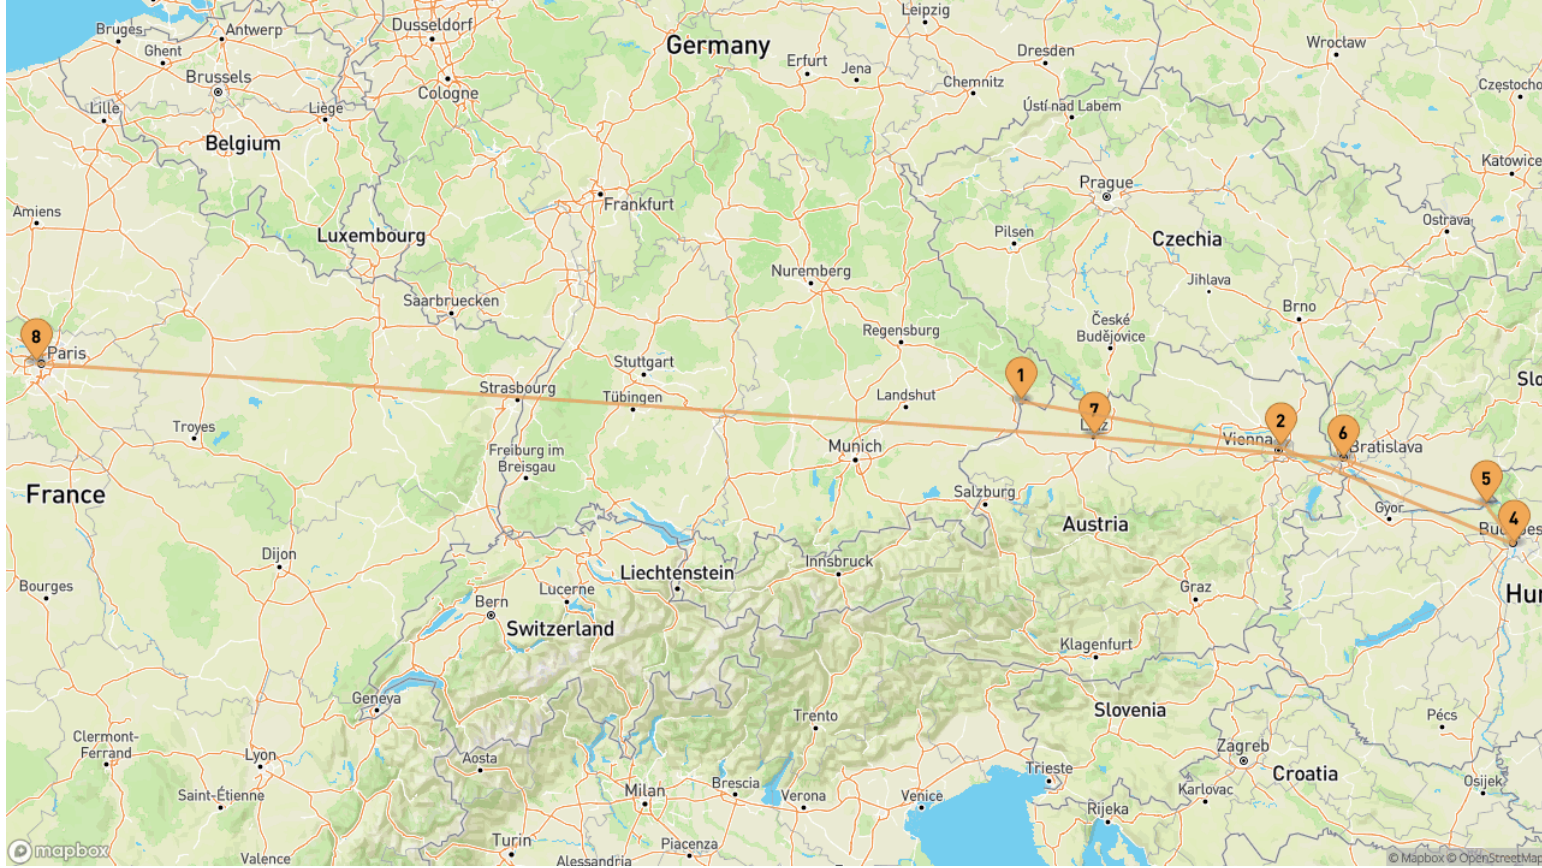 Leipzig
Bruges
Antwerp
Dusseldorf
Germany
Ghent
Dresden
Wrocław
Erfurt
Jena
Brussels
Cologne
Chemnitz
Lille
Liège
Ústí nad Labem
Belgium
Katowice
Prague
Frankfurt
Amiens
Ostrava
Luxembourg
Pilsen
Czechia
Nuremberg
Jihlava
Saarbruecken
Brno
8
Paris
Regensburg
České
Budějovice
Stuttgart
1
Strasbourg
Tübingen
Landshut
7
Troyes
2
6
Vienna
Bratislava
Munich
Freiburg im
Breisgau
5
France
Salzburg
Gyor
4
Austria
Dijon
Innsbruck
Liechtenstein
Bourges
Lucerne
Graz
Bern
Switzerland
Klagenfurt
Geneva
Slovenia
Trento
Pécs
Clermont-
Ferrand
Zagreb
Lyon
Aosta
Trieste
Croatia
Brescia
Osijek
Saint-Étienne
Milan
Verona
Venice
Karlovac
Rijeka
Turin
Piacenza
Valence
Alessandria
mapbox
© Mapbox © OpenStreetMap